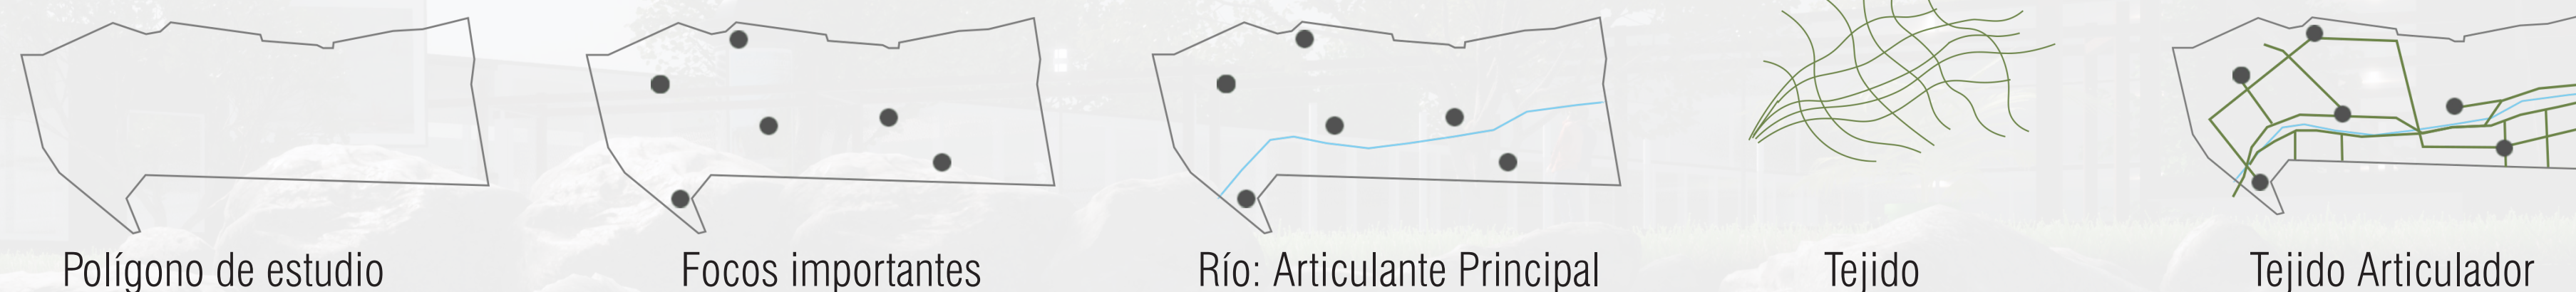 Polígono de estudio
Focos importantes
Río: Articulante Principal
Tejido
Tejido Articulador